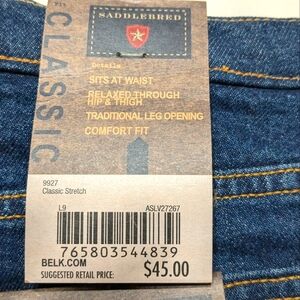 FIT
CLASSIC
SADDLEBRED
Details
SITS AT WAIST
RELAXED THROUGH
HIP & THIGH
TRADITIONAL LEG OPENING
COMFORT FIT
9927
Classic Stretch
L9 ASLV27267
765803544839
BELK.COM
SUGGESTED RETAIL PRICE: $45.00